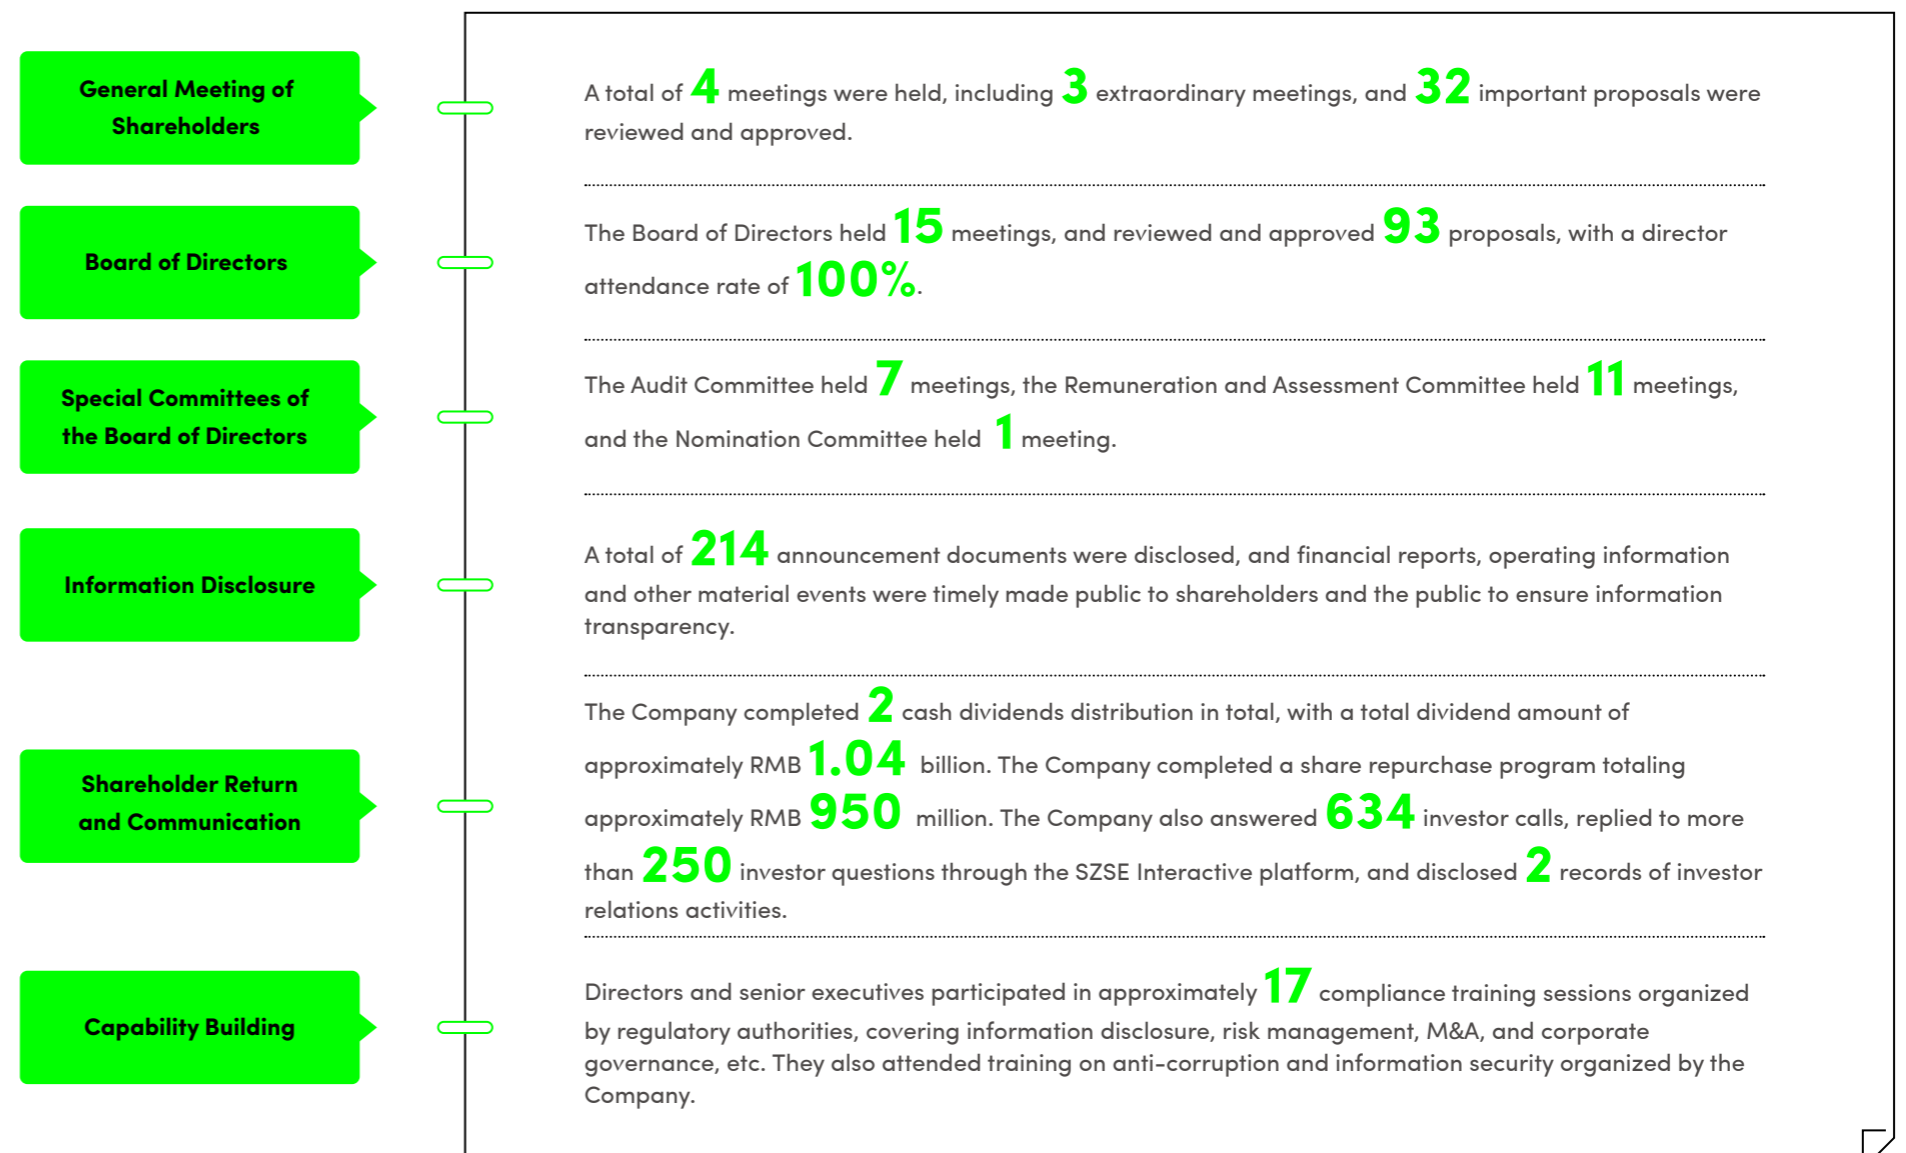 General Meeting of
Shareholders
A total of 4 meetings were held, including 3 extraordinary meetings, and 32 important proposals were
reviewed and approved.
Board of Directors
The Board of Directors held 15 meetings, and reviewed and approved 93 proposals, with a director
attendance rate of 100%.
Special Committees of
the Board of Directors
The Audit Committee held 7 meetings, the Remuneration and Assessment Committee held 11 meetings,
and the Nomination Committee held 1 meeting.
Information Disclosure
A total of 214 announcement documents were disclosed, and financial reports, operating information
and other material events were timely made public to shareholders and the public to ensure information
transparency.
Shareholder Return
and Communication
The Company completed 2 cash dividends distribution in total, with a total dividend amount of
approximately RMB 1.04 billion. The Company completed a share repurchase program totaling
approximately RMB 950 million. The Company also answered 634 investor calls, replied to more
than 250 investor questions through the SZSE Interactive platform, and disclosed 2 records of investor
relations activities.
Capability Building
Directors and senior executives participated in approximately 17 compliance training sessions organized
by regulatory authorities, covering information disclosure, risk management, M&A, and corporate
governance, etc. They also attended training on anti-corruption and information security organized by the
Company.